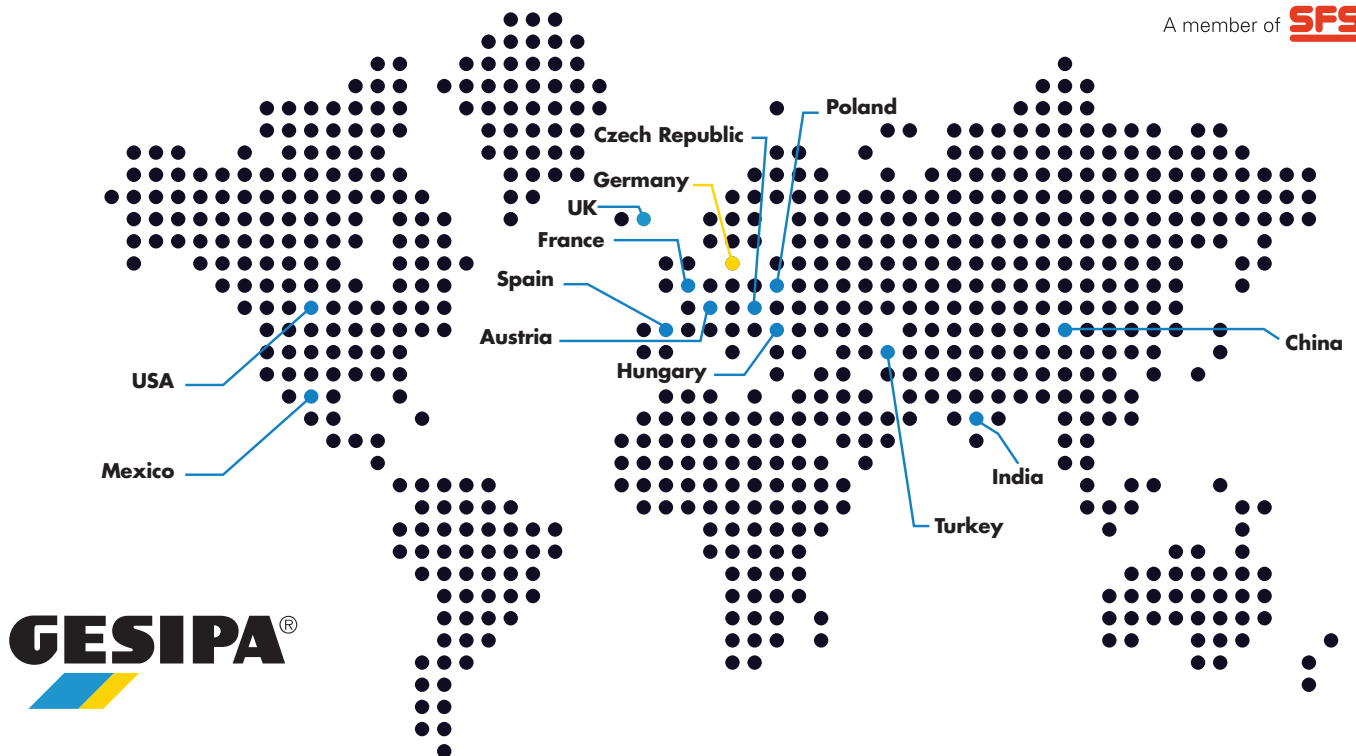 A member of SFS
Poland
Czech Republic
Germany
UK
France
Spain
Austria
Hungary
China
USA
Mexico
India
Turkey
GESIPA®